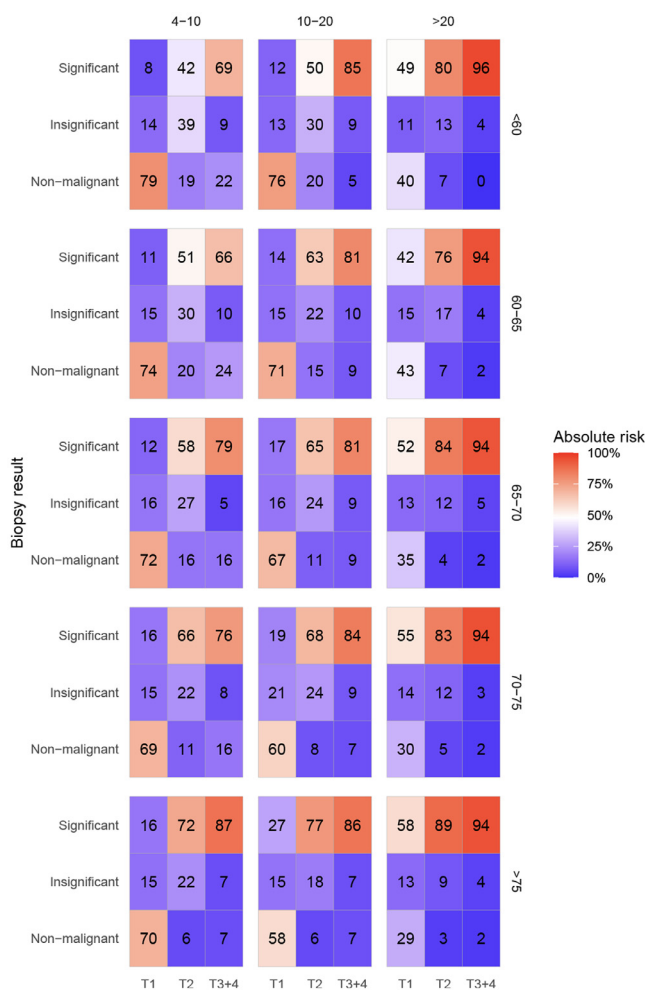 4−10 10−20 >20
Significant 8 42 69 12 50 85 49 80 96
Insignificant 14 39 9 13 30 9 11 13 4
Non−malignant 79 19 22 76 20 5 40 7 0
<60
Significant 11 51 66 14 63 81 42 76 94
Insignificant 15 30 10 15 22 10 15 17 4
Non−malignant 74 20 24 71 15 9 43 7 2
60−65
Significant 12 58 79 17 65 81 52 84 94
Insignificant 16 27 5 16 24 9 13 12 5
Non−malignant 72 16 16 67 11 9 35 4 2
65−70
Significant 16 66 76 19 68 84 55 83 94
Insignificant 15 22 8 21 24 9 14 12 3
Non−malignant 69 11 16 60 8 7 30 5 2
70−75
Significant 16 72 87 27 77 86 58 89 94
Insignificant 15 22 7 15 18 7 13 9 4
Non−malignant 70 6 7 58 6 7 29 3 2
>75
T1 T2 T3+4 T1 T2 T3+4 T1 T2 T3+4
Biopsy result
Absolute risk
100%
75%
50%
25%
0%